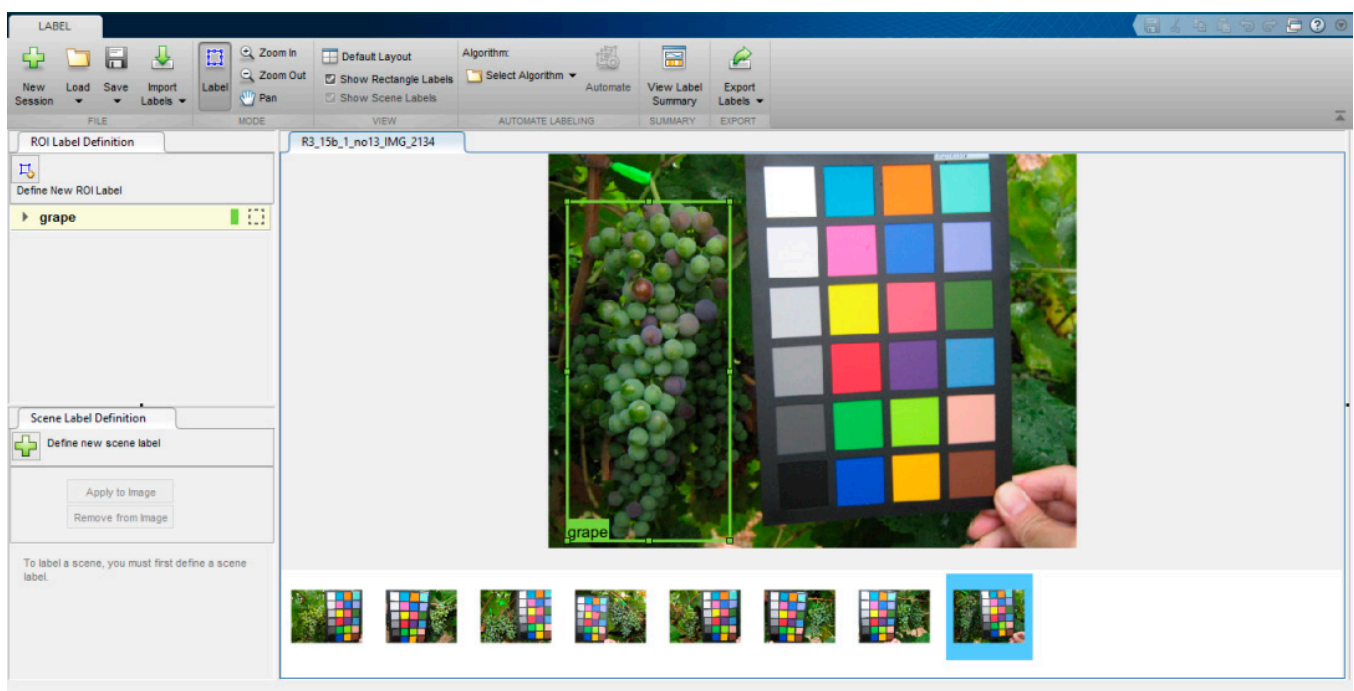 LABEL
New Session
Load
Save
Import Labels
Label
Zoom In
Zoom Out
Pan
Default Layout
Show Rectangle Labels
Show Scene Labels
Algorithm:
Select Algorithm
Automate
View Label Summary
Export Labels
FILE
MODE
VIEW
AUTOMATE LABELING
SUMMARY
EXPORT
ROI Label Definition
R3_15b_1_no13_IMG_2134
Define New ROI Label
grape
grape
Scene Label Definition
Define new scene label
Apply to Image
Remove from Image
To label a scene, you must first define a scene
label.